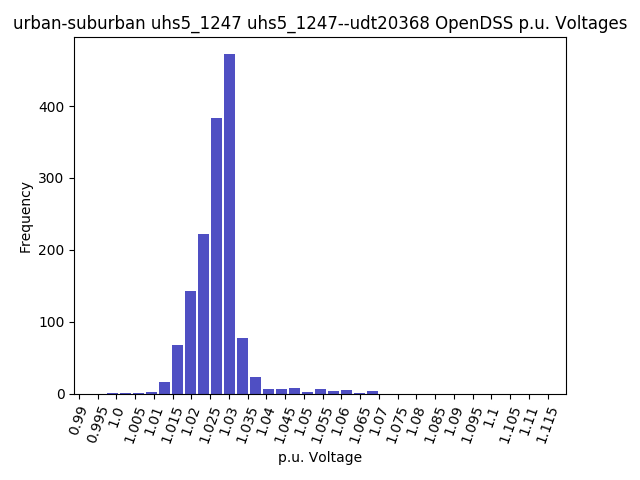 urban-suburban uhs5_1247 uhs5_1247--udt20368 OpenDSS p.u. Voltages
Frequency
400
300
200
100
0
0.99 0.995 1.0 1.005 1.01 1.015 1.02 1.025 1.03 1.035 1.04 1.045 1.05 1.055 1.06 1.065 1.07 1.075 1.08 1.085 1.09 1.095 1.1 1.105 1.11 1.115
p.u. Voltage